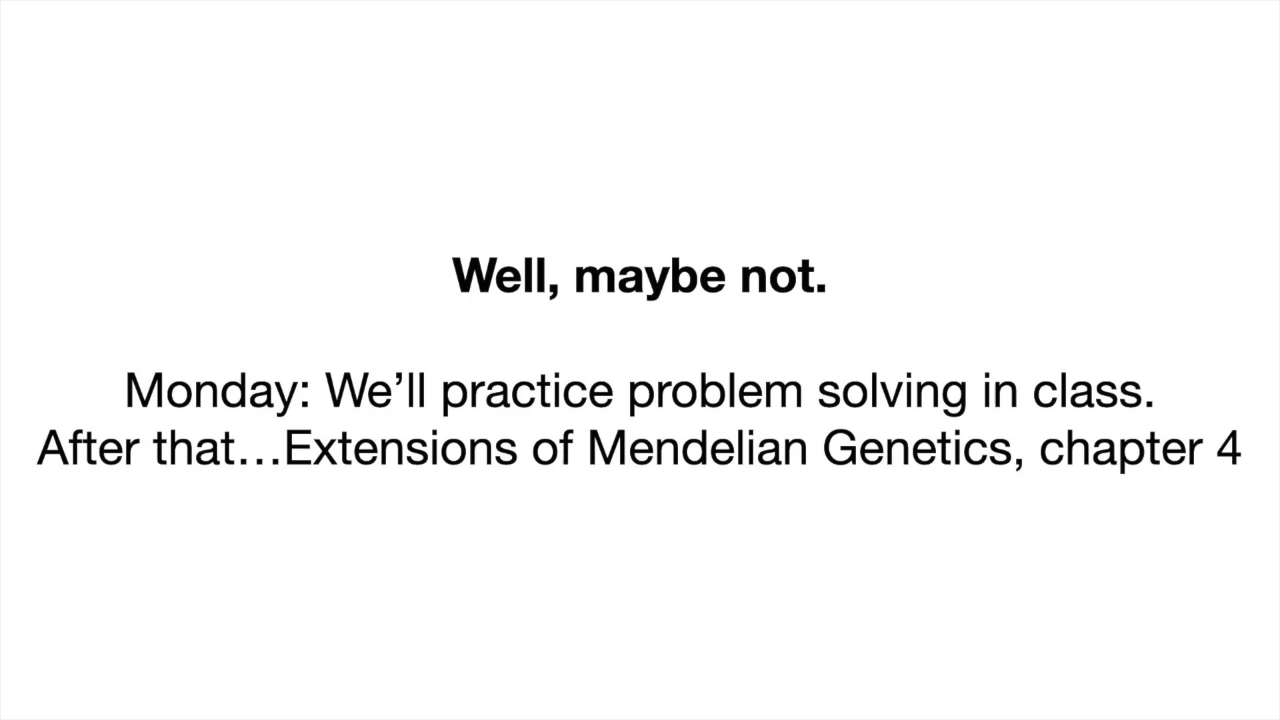 Well, maybe not.
Monday: We’ll practice problem solving in class.
After that…Extensions of Mendelian Genetics, chapter 4